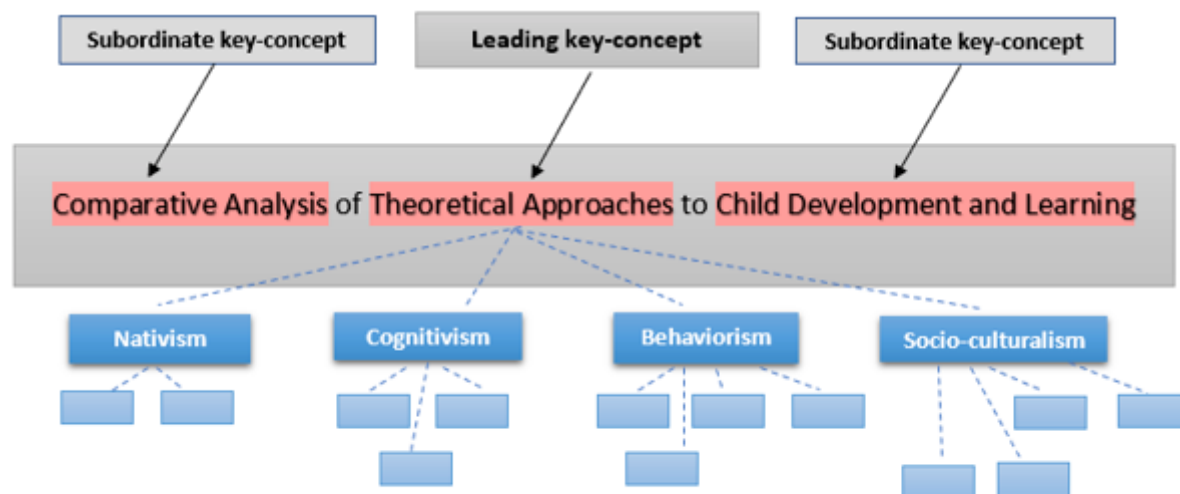 Subordinate key-concept
Leading key-concept
Subordinate key-concept
Comparative Analysis of Theoretical Approaches to Child Development and Learning
Nativism
Cognitivism
Behaviorism
Socio-culturalism